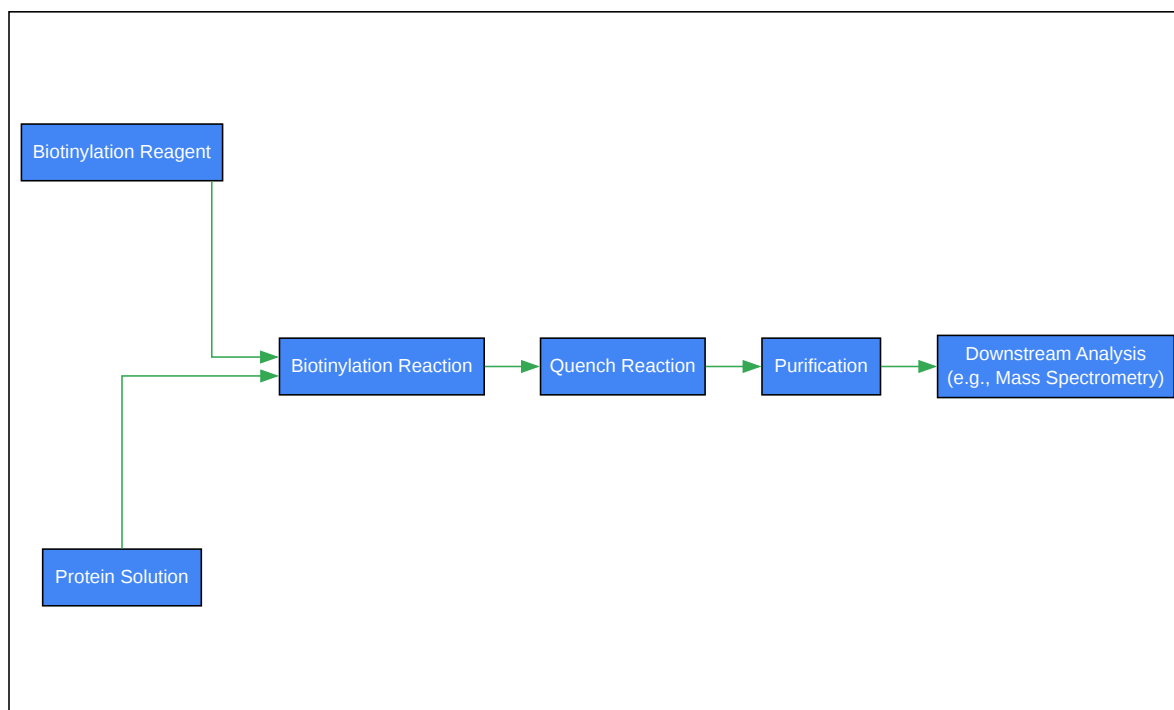 Biotinylation Reagent
Biotinylation Reaction
Quench Reaction
Purification
Downstream Analysis
(e.g., Mass Spectrometry)
Protein Solution